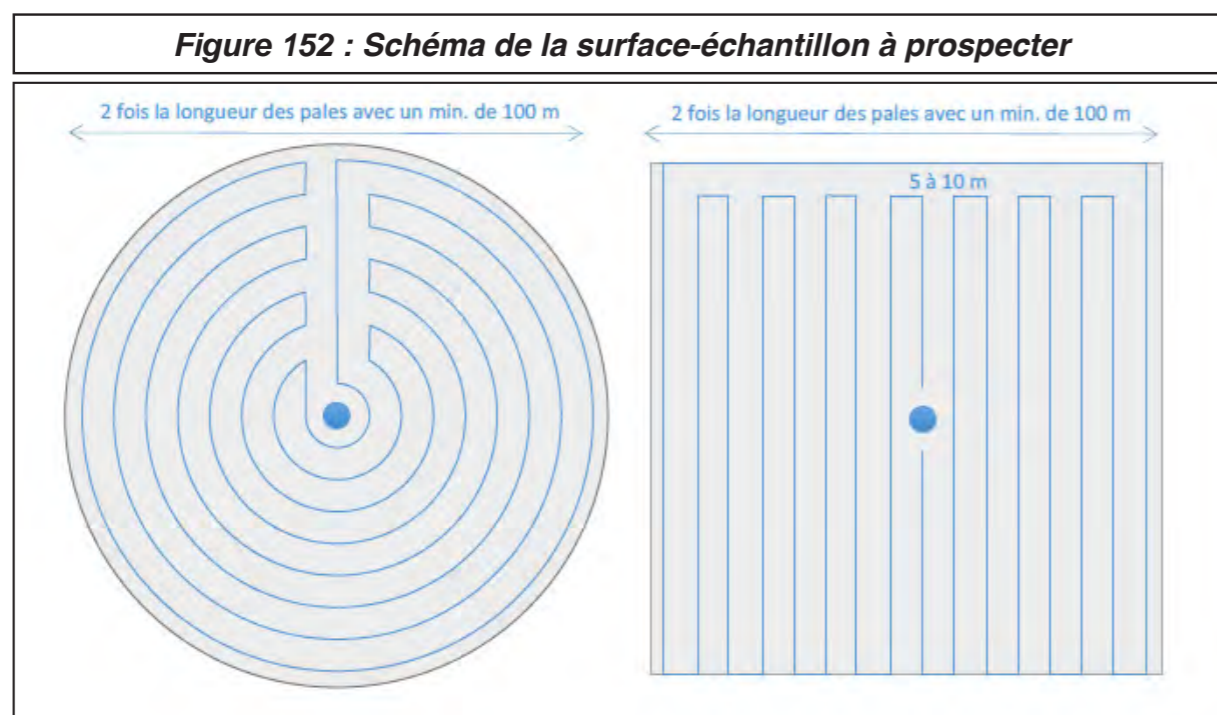 Figure 152 : Schéma de la surface-échantillon à prospecter
2 fois la longueur des pales avec un min. de 100 m
2 fois la longueur des pales avec un min. de 100 m
5 à 10 m